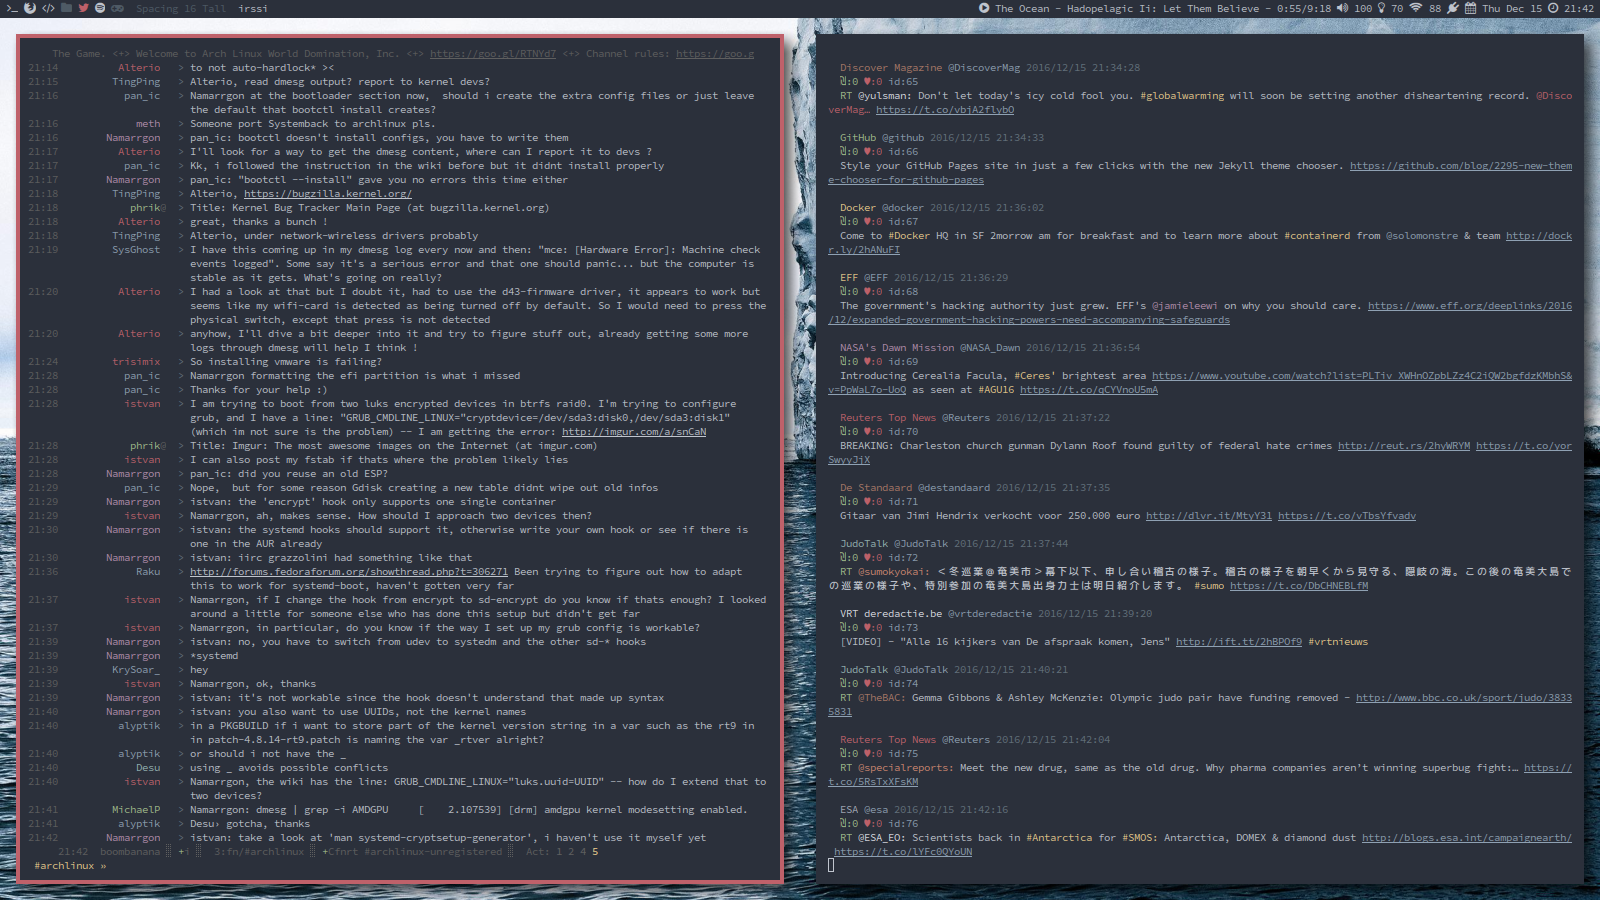 Spacing 16 Tall irssi
The Ocean - Hadopelagic Ii: Let Them Believe - 0:55/9:18 100 70 88 Thu Dec 15 21:42
The Game. <+> Welcome to Arch Linux World Domination, Inc. <+> https://goo.gl/RTNYd7 <+> Channel rules: https://goo.g
21:14 Alterio > to not auto-hardlock* ><
21:15 TingPing > Alterio, read dmesg output? report to kernel devs?
21:16 pan_ic > Namarrgon at the bootloader section now,  should i create the extra config files or just leave
the default that bootctl install creates?
21:16 meth > Someone port Systemback to archlinux pls.
21:16 Namarrgon > pan_ic: bootctl doesn't install configs, you have to write them
21:17 Alterio > I'll look for a way to get the dmesg content, where can I report it to devs ?
21:17 pan_ic > Kk, i followed the instruction in the wiki before but it didnt install properly
21:17 Namarrgon > pan_ic: "bootctl --install" gave you no errors this time either
21:18 TingPing > Alterio, https://bugzilla.kernel.org/
21:18 phrik@ > Title: Kernel Bug Tracker Main Page (at bugzilla.kernel.org)
21:18 Alterio > great, thanks a bunch !
21:18 TingPing > Alterio, under network-wireless drivers probably
21:19 SysGhost > I have this coming up in my dmesg log every now and then: "mce: [Hardware Error]: Machine check
events logged". Some say it's a serious error and that one should panic... but the computer is
stable as it gets. What's going on really?
21:20 Alterio > I had a look at that but I doubt it, had to use the d43-firmware driver, it appears to work but
seems like my wifi-card is detected as being turned off by default. So I would need to press the
physical switch, except that press is not detected
21:20 Alterio > anyhow, I'll dive a bit deeper into it and try to figure stuff out, already getting some more
logs through dmesg will help I think !
21:24 trisimix > So installing vmware is failing?
21:28 pan_ic > Namarrgon formatting the efi partition is what i missed
21:28 pan_ic > Thanks for your help :)
21:28 istvan > I am trying to boot from two luks encrypted devices in btrfs raid0. I'm trying to configure
grub, and I have a line: "GRUB_CMDLINE_LINUX="cryptdevice=/dev/sda3:disk0,/dev/sda3:disk1"
(which im not sure is the problem) -- I am getting the error: http://imgur.com/a/snCaN
21:28 phrik@ > Title: Imgur: The most awesome images on the Internet (at imgur.com)
21:28 istvan > I can also post my fstab if thats where the problem likely lies
21:28 Namarrgon > pan_ic: did you reuse an old ESP?
21:28 pan_ic > Nope,  but for some reason Gdisk creating a new table didnt wipe out old infos
21:29 Namarrgon > istvan: the 'encrypt' hook only supports one single container
21:29 istvan > Namarrgon, ah, makes sense. How should I approach two devices then?
21:30 Namarrgon > istvan: the systemd hooks should support it, otherwise write your own hook or see if there is
one in the AUR already
21:30 Namarrgon > istvan: iirc grazzolini had something like that
21:36 Raku > http://forums.fedoraforum.org/showthread.php?t=306271 Been trying to figure out how to adapt
this to work for systemd-boot, haven't gotten very far
21:37 istvan > Namarrgon, if I change the hook from encrypt to sd-encrypt do you know if thats enough? I looked
around a little for someone else who has done this setup but didn't get far
21:37 istvan > Namarrgon, in particular, do you know if the way I set up my grub config is workable?
21:39 Namarrgon > istvan: no, you have to switch from udev to systedm and the other sd-* hooks
21:39 Namarrgon > *systemd
21:39 KrySoar_ > hey
21:39 istvan > Namarrgon, ok, thanks
21:39 Namarrgon > istvan: it's not workable since the hook doesn't understand that made up syntax
21:40 Namarrgon > istvan: you also want to use UUIDs, not the kernel names
21:40 alyptik > in a PKGBUILD if i want to store part of the kernel version string in a var such as the rt9 in
in patch-4.8.14-rt9.patch is naming the var _rtver alright?
21:40 alyptik > or should i not have the _
21:40 Desu > using _ avoids possible conflicts
21:40 istvan > Namarrgon, the wiki has the line: GRUB_CMDLINE_LINUX="luks.uuid=UUID" -- how do I extend that to
two devices?
21:41 MichaelP > Namarrgon: dmesg | grep -i AMDGPU    [    2.107539] [drm] amdgpu kernel modesetting enabled.
21:41 alyptik > Desu› gotcha, thanks
21:42 Namarrgon > istvan: take a look at 'man systemd-cryptsetup-generator', i haven't use it myself yet
21:42 boombanana +i 3:fn/#archlinux +Cfnrt #archlinux-unregistered Act: 1 2 4 5
#archlinux »
Discover Magazine @DiscoverMag 2016/12/15 21:34:28
:0 ♥:0 id:65
RT @yulsman: Don't let today's icy cold fool you. #globalwarming will soon be setting another disheartening record. @Disco
verMag… https://t.co/vbjA2flybO
GitHub @github 2016/12/15 21:34:33
:0 ♥:0 id:66
Style your GitHub Pages site in just a few clicks with the new Jekyll theme chooser. https://github.com/blog/2295-new-them
e-chooser-for-github-pages
Docker @docker 2016/12/15 21:36:02
:0 ♥:0 id:67
Come to #Docker HQ in SF 2morrow am for breakfast and to learn more about #containerd from @solomonstre & team http://dock
r.ly/2hANuFI
EFF @EFF 2016/12/15 21:36:29
:0 ♥:0 id:68
The government's hacking authority just grew. EFF's @jamieleewi on why you should care. https://www.eff.org/deeplinks/2016
/12/expanded-government-hacking-powers-need-accompanying-safeguards
NASA's Dawn Mission @NASA_Dawn 2016/12/15 21:36:54
:0 ♥:0 id:69
Introducing Cerealia Facula, #Ceres' brightest area https://www.youtube.com/watch?list=PLTiv_XWHnOZpbLZz4C2iQW2bgfdzKMbhS&
v=PpWaL7o-UoQ as seen at #AGU16 https://t.co/qCYVnoU5mA
Reuters Top News @Reuters 2016/12/15 21:37:22
:0 ♥:0 id:70
BREAKING: Charleston church gunman Dylann Roof found guilty of federal hate crimes http://reut.rs/2hyWRYM https://t.co/yor
SwyyJjX
De Standaard @destandaard 2016/12/15 21:37:35
:0 ♥:0 id:71
Gitaar van Jimi Hendrix verkocht voor 250.000 euro http://dlvr.it/MtyY31 https://t.co/vTbsYfvadv
JudoTalk @JudoTalk 2016/12/15 21:37:44
:0 ♥:0 id:72
RT @sumokyokai: ＜冬巡業＠奄美市＞幕下以下、申し合い稽古の様子。稽古の様子を朝早くから見守る、隠岐の海。この後の奄美大島で
の巡業の様子や、特別参加の奄美大島出身力士は明日紹介します。 #sumo https://t.co/DbCHNEBLfM
VRT deredactie.be @vrtderedactie 2016/12/15 21:39:20
:0 ♥:0 id:73
[VIDEO] - "Alle 16 kijkers van De afspraak komen, Jens" http://ift.tt/2hBPOf9 #vrtnieuws
JudoTalk @JudoTalk 2016/12/15 21:40:21
:0 ♥:0 id:74
RT @TheBAC: Gemma Gibbons & Ashley McKenzie: Olympic judo pair have funding removed - http://www.bbc.co.uk/sport/judo/3833
5831
Reuters Top News @Reuters 2016/12/15 21:42:04
:0 ♥:0 id:75
RT @specialreports: Meet the new drug, same as the old drug. Why pharma companies aren’t winning superbug fight:… https://
t.co/5RsTxXFsKM
ESA @esa 2016/12/15 21:42:16
:0 ♥:0 id:76
RT @ESA_EO: Scientists back in #Antarctica for #SMOS: Antarctica, DOMEX & diamond dust http://blogs.esa.int/campaignearth/
https://t.co/lYFc0QYoUN